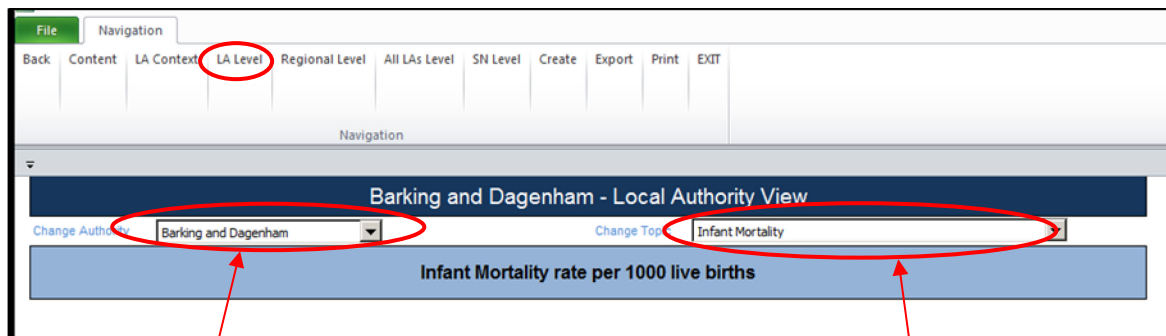 File Navigation
Back Content LA Context LA Level Regional Level All LAs Level SN Level Create Export Print EXIT
Navigation
Barking and Dagenham - Local Authority View
Change Authority Barking and Dagenham Change Topic Infant Mortality
Infant Mortality rate per 1000 live births